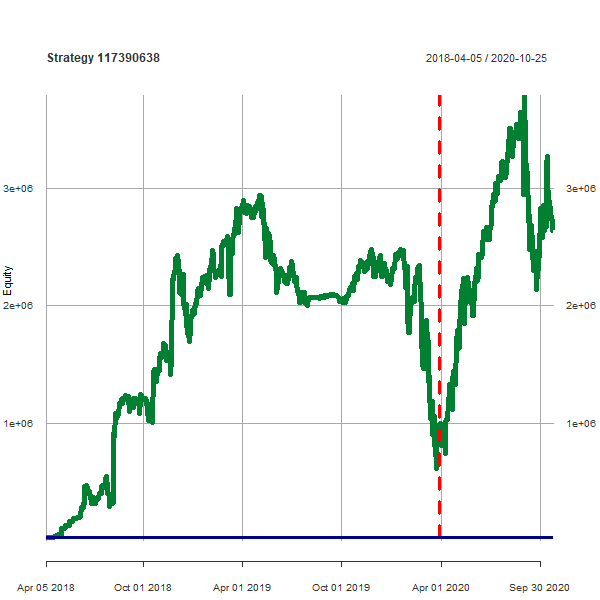 Strategy 117390638
2018-04-05 / 2020-10-25
Equity
3e+06
3e+06
2e+06
2e+06
1e+06
1e+06
Apr 05 2018
Oct 01 2018
Apr 01 2019
Oct 01 2019
Apr 01 2020
Sep 30 2020